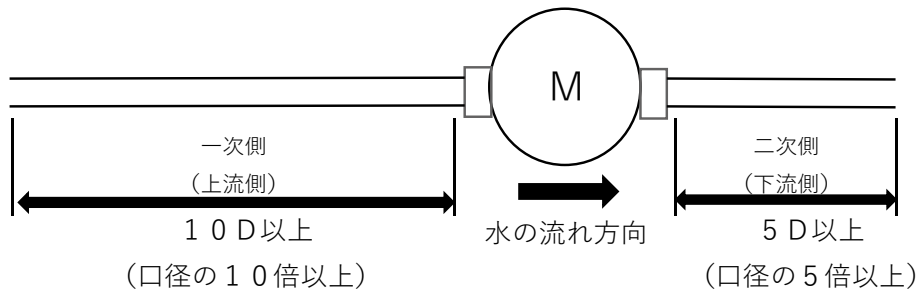 M
一次側
（上流側）
１０Ｄ以上
（口径の１０倍以上）
水の流れ方向
二次側
（下流側）
５Ｄ以上
（口径の５倍以上）